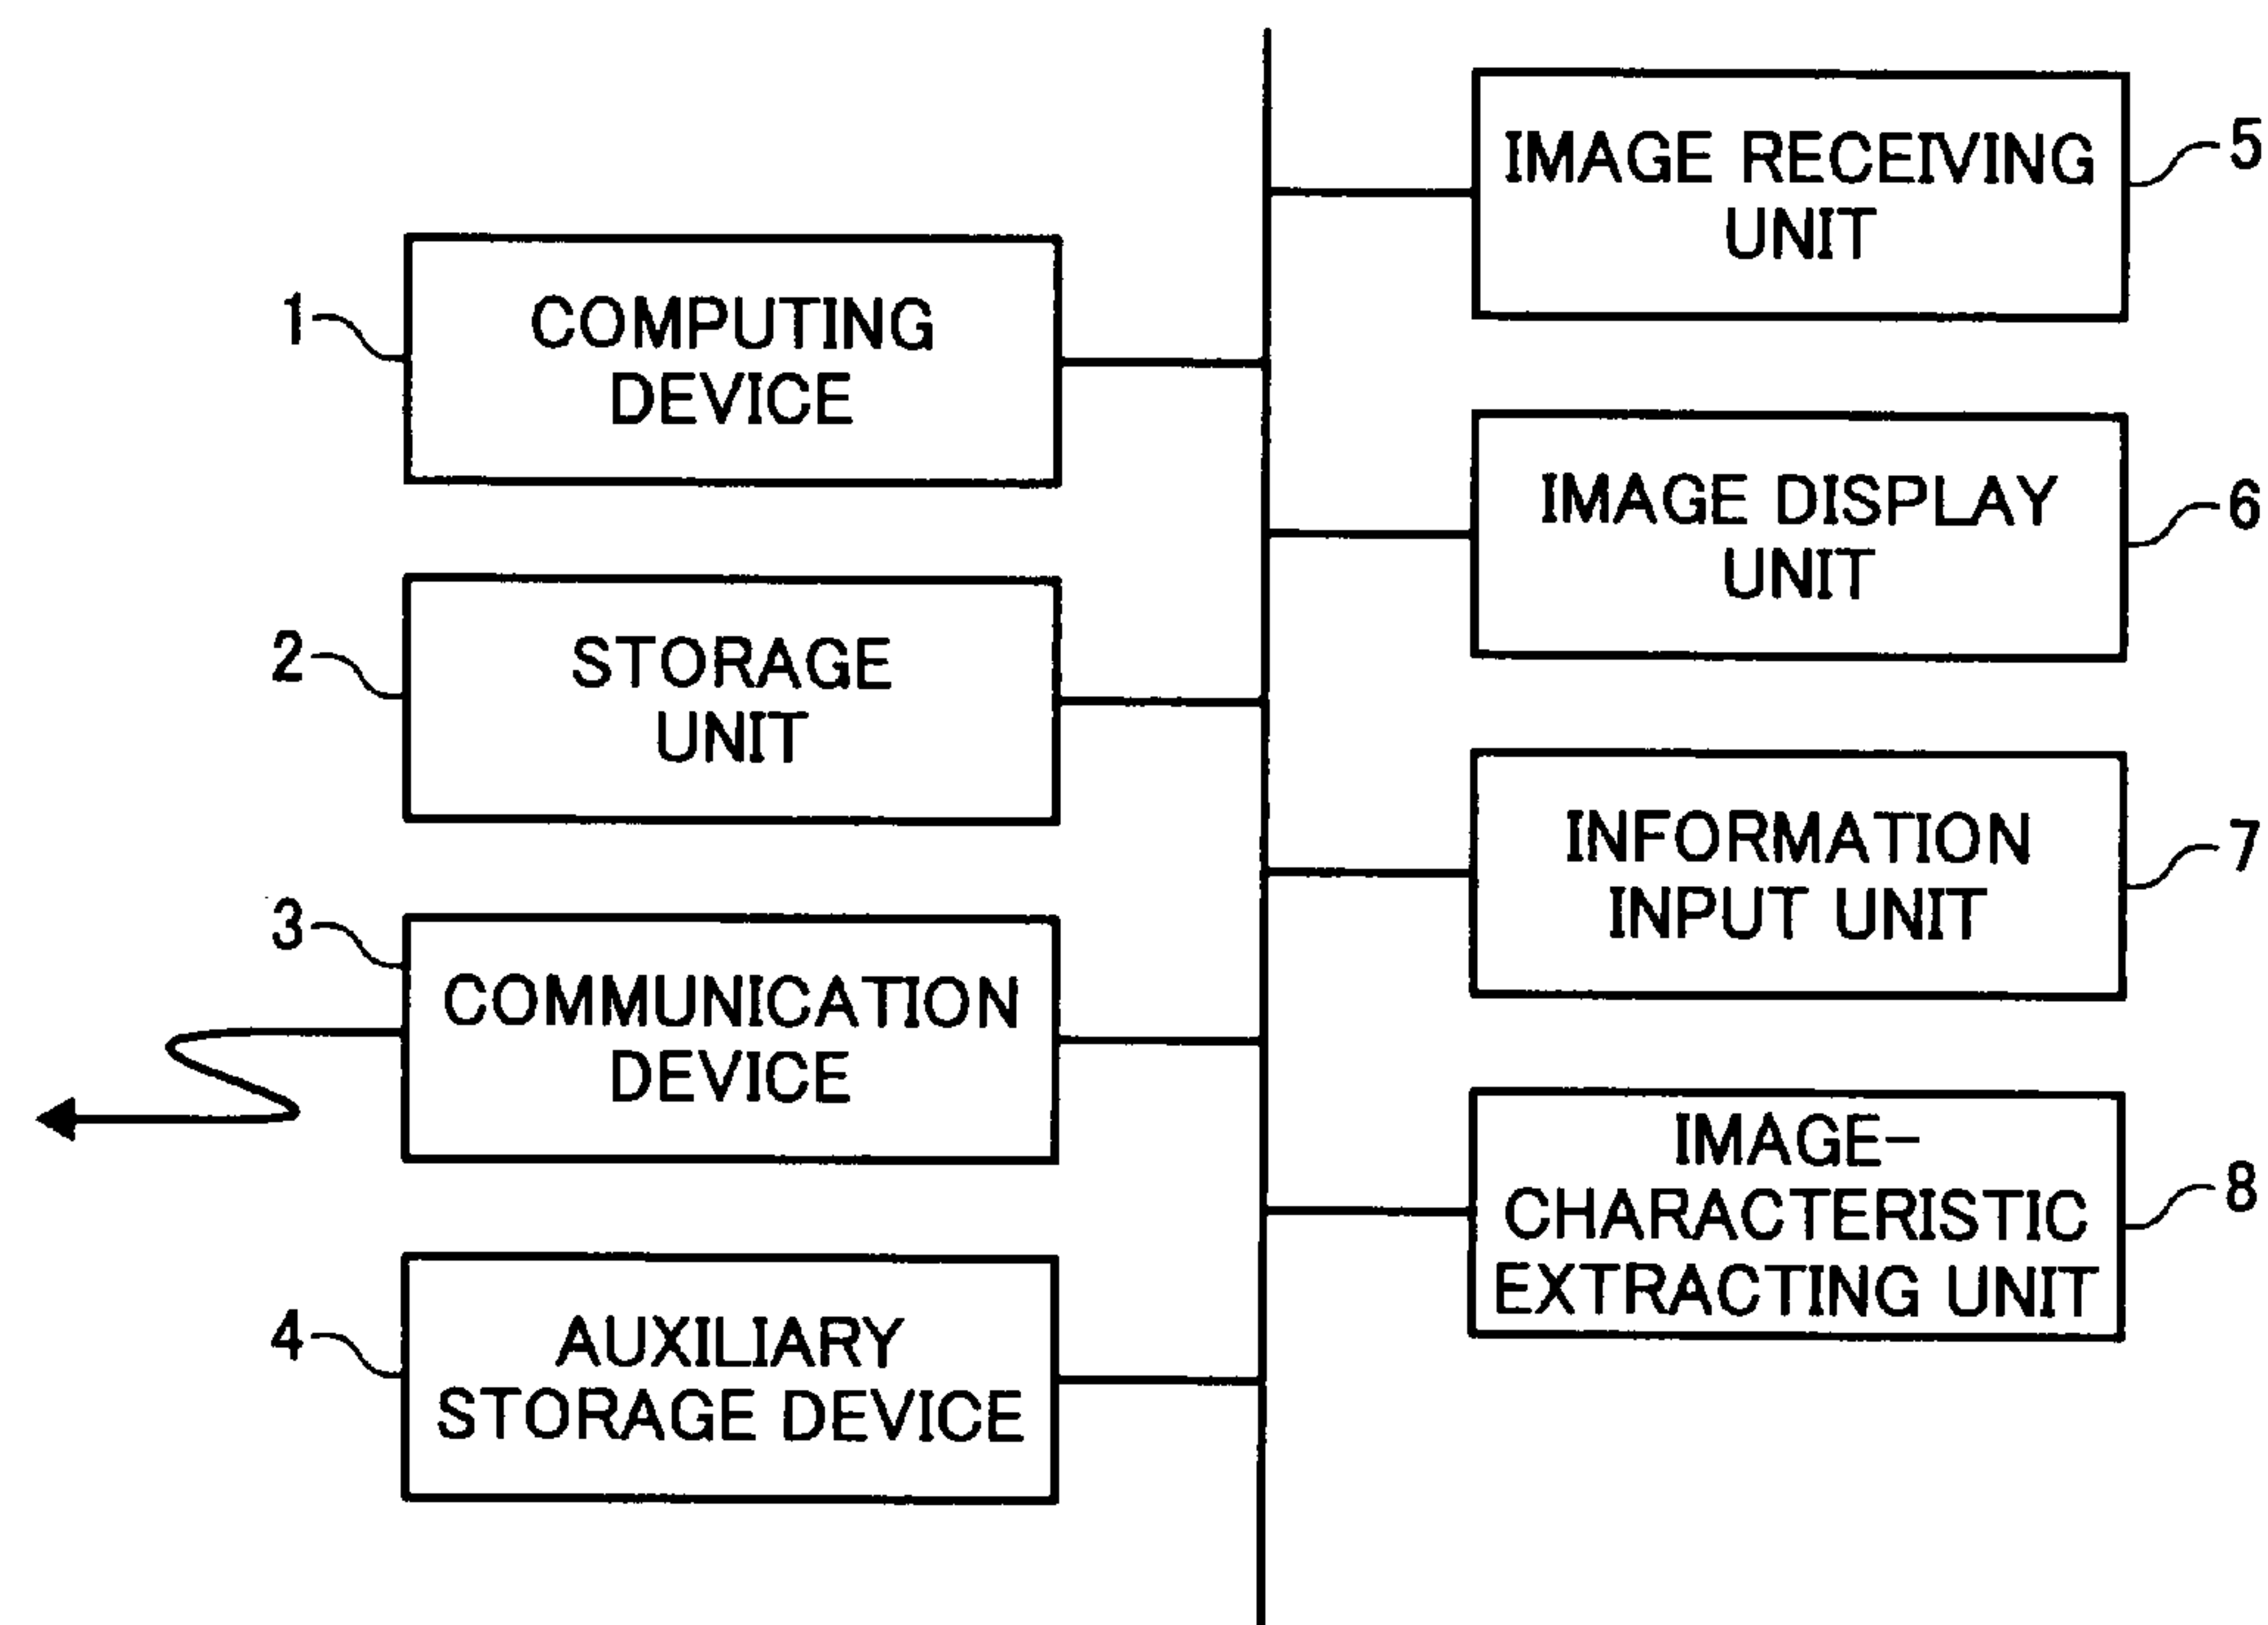 1
COMPUTING
DEVICE
2
STORAGE
UNIT
3
COMMUNICATION
DEVICE
4
AUXILIARY
STORAGE DEVICE
IMAGE RECEIVING
UNIT
5
IMAGE DISPLAY
UNIT
6
INFORMATION
INPUT UNIT
7
IMAGE-
CHARACTERISTIC
EXTRACTING UNIT
8